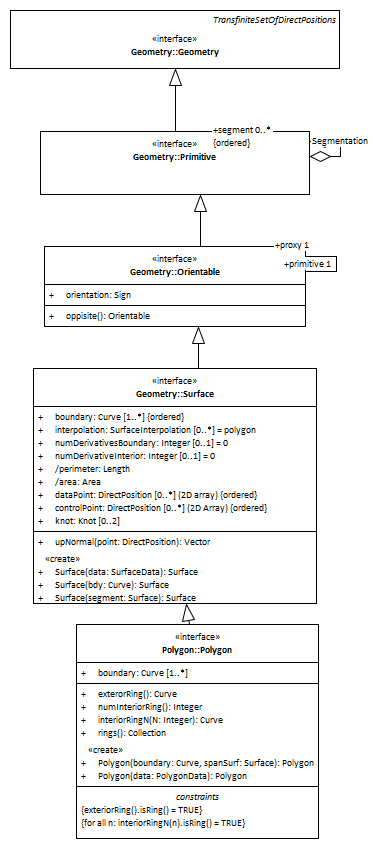 TransfiniteSetOfDirectPositions
«interface»
Geometry::Geometry
+segment 0..*
«interface» {ordered}
Geometry::Primitive
Segmentation
+proxy 1
«interface»
+primitive 1
Geometry::Orientable
+ orientation: Sign
+ oppisite(): Orientable
«interface»
Geometry::Surface
+ boundary: Curve [1..*] {ordered}
+ interpolation: SurfaceInterpolation [0..*] = polygon
+ numDerivativesBoundary: Integer [0..1] = 0
+ numDerivativeInterior: Integer [0..1] = 0
+ /perimeter: Length
+ /area: Area
+ dataPoint: DirectPosition [0..*] (2D array) {ordered}
+ controlPoint: DirectPosition [0..*] (2D Array) {ordered}
+ knot: Knot [0..2]
+ upNormal(point: DirectPosition): Vector
«create»
+ Surface(data: SurfaceData): Surface
+ Surface(bdy: Curve): Surface
+ Surface(segment: Surface): Surface
«interface»
Polygon::Polygon
+ boundary: Curve [1..*]
+ exterorRing(): Curve
+ numInteriorRing(): Integer
+ interiorRingN(N: Integer): Curve
+ rings(): Collection
«create»
+ Polygon(boundary: Curve, spanSurf: Surface): Polygon
+ Polygon(data: PolygonData): Polygon
constraints
{exteriorRing().isRing() = TRUE}
{for all n: interiorRingN(n).isRing() = TRUE}